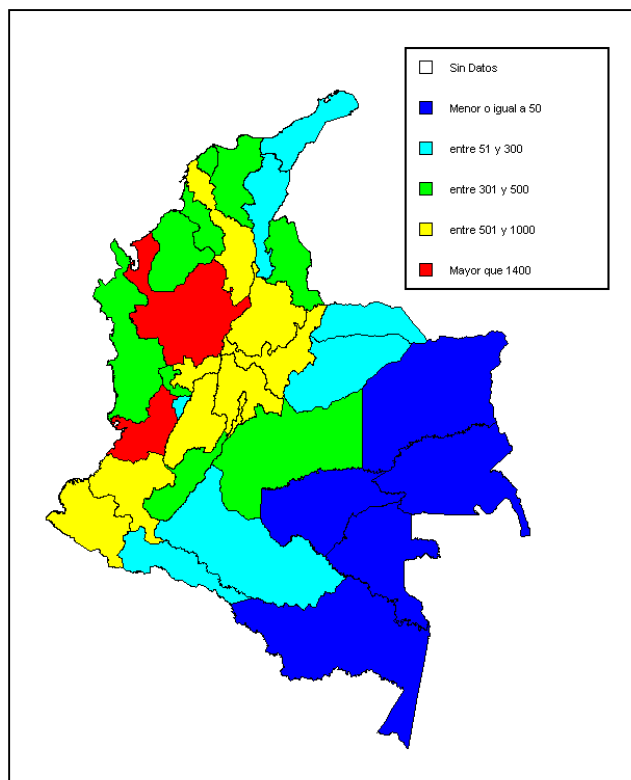 Sin Datos
Menor o igual a 50
entre 51 y 300
entre 301 y 500
entre 501 y 1000
Mayor que 1400